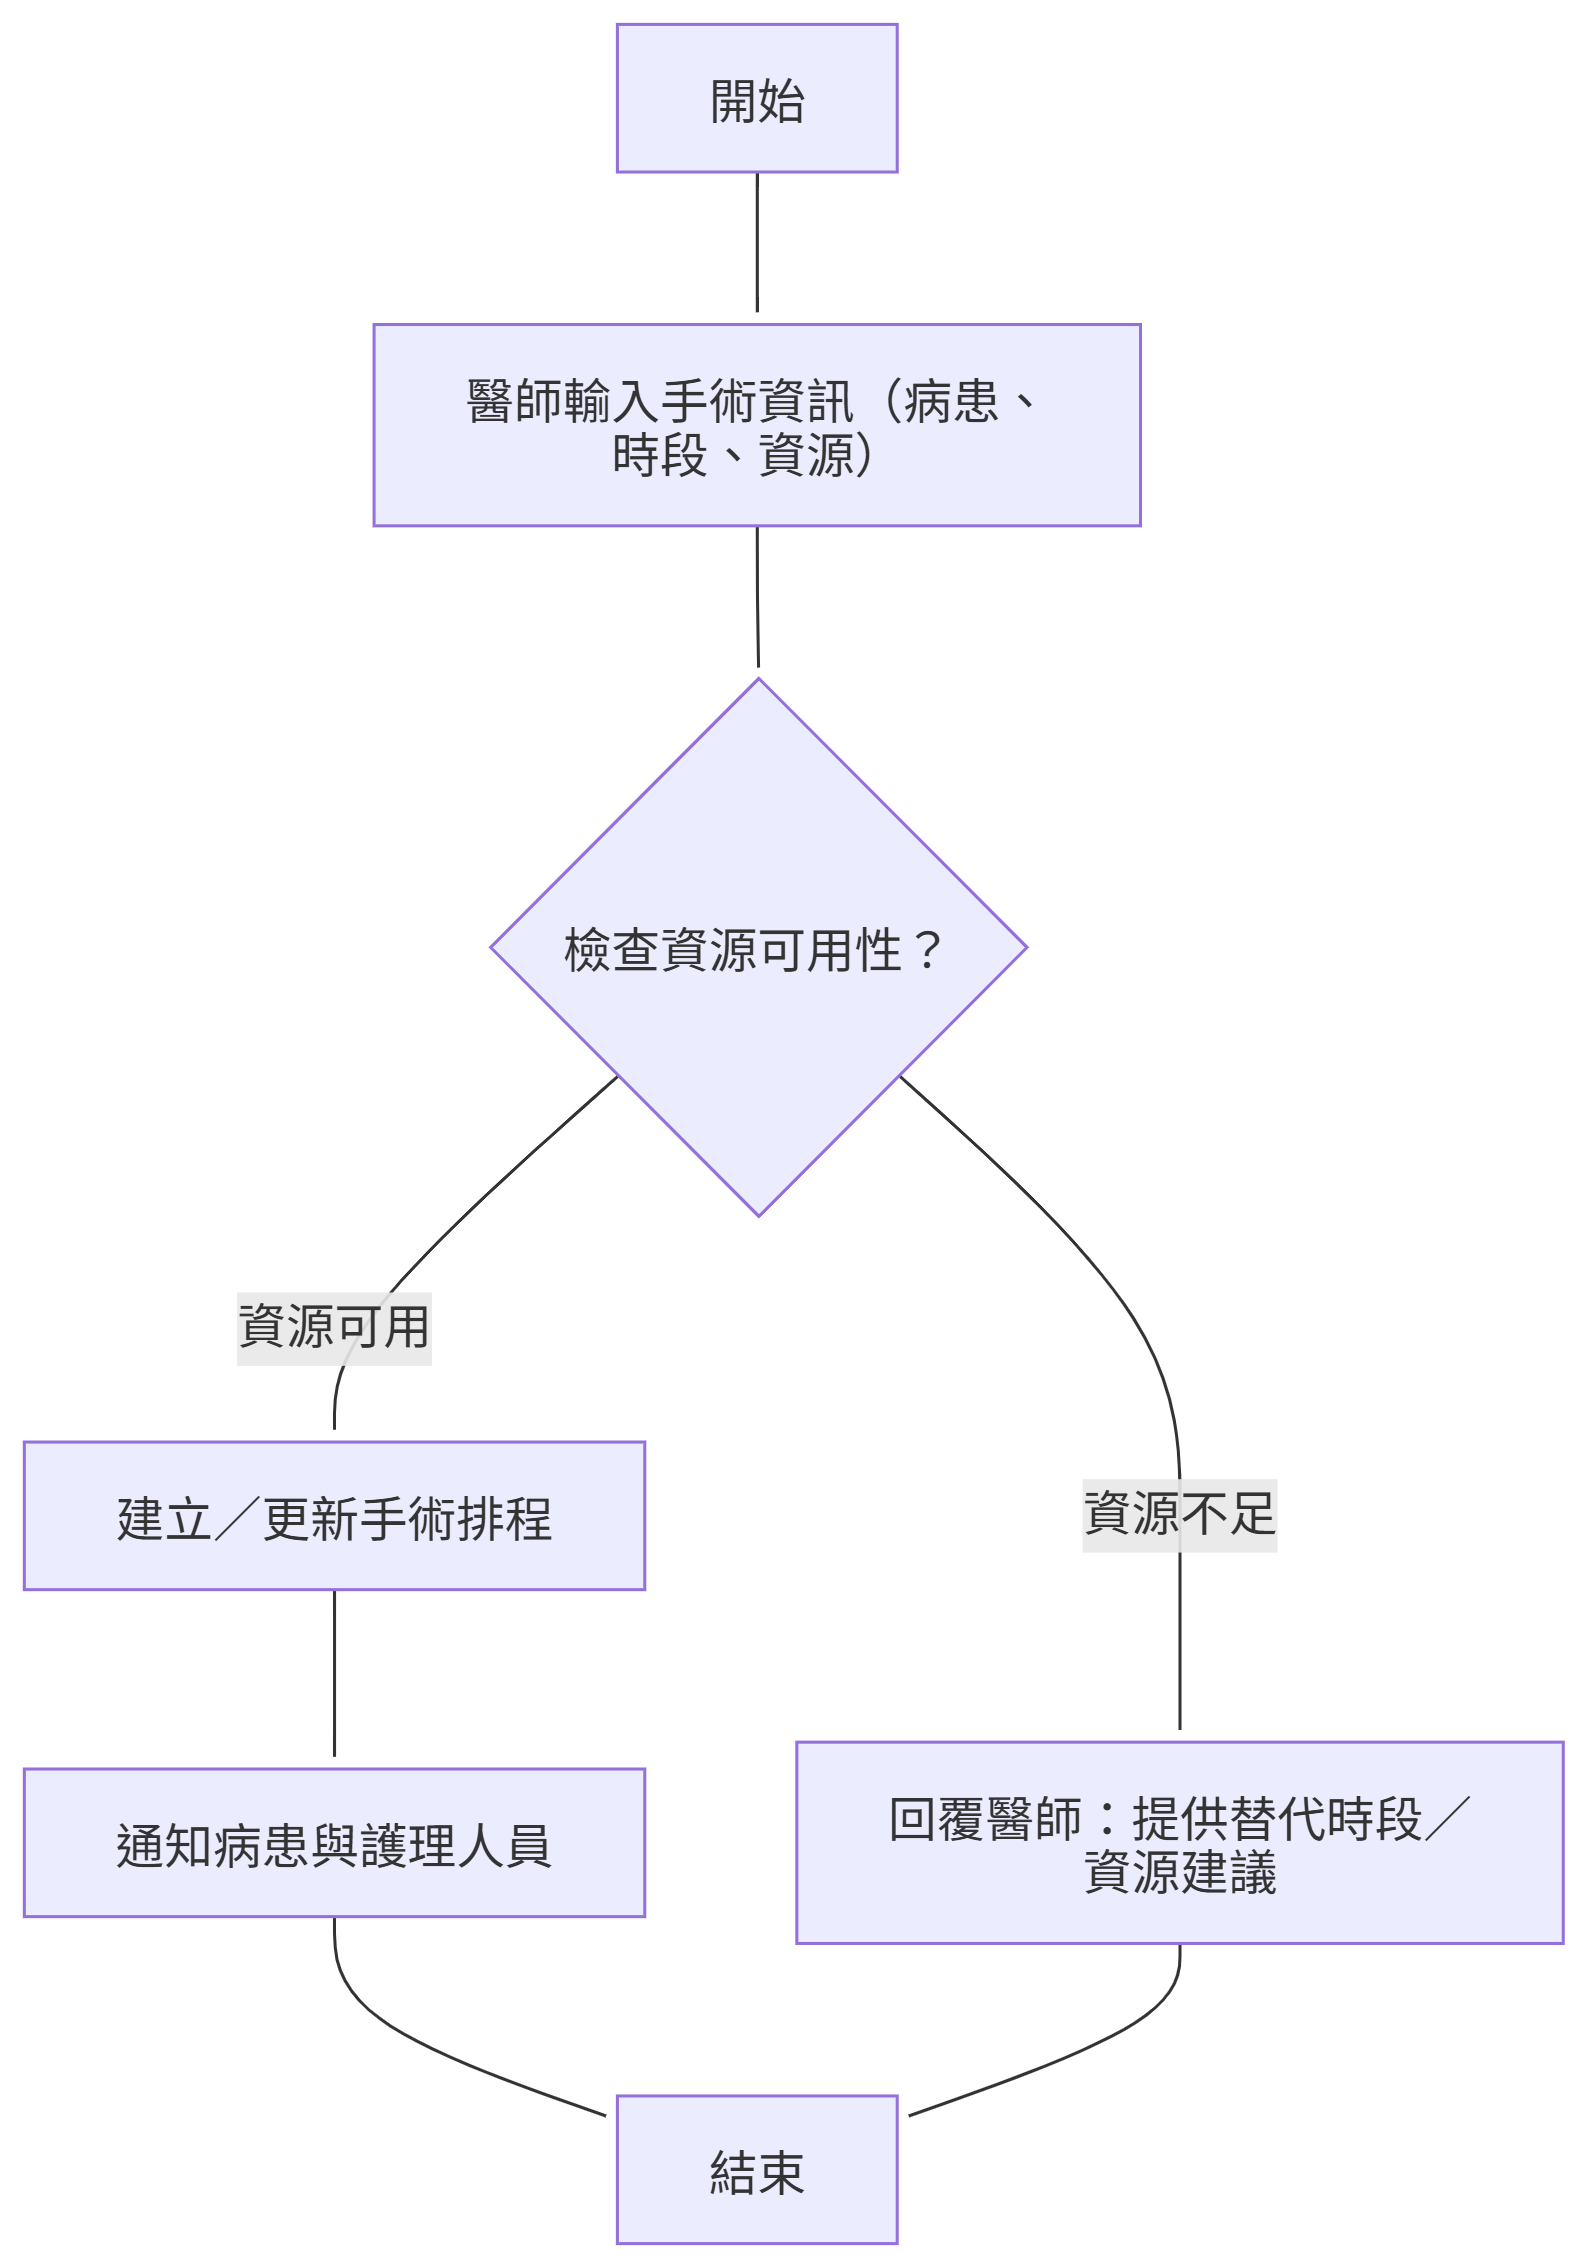 開始
醫師輸入手術資訊（病患、
時段、資源）
檢查資源可用性？
資源可用
建立／更新手術排程
資源不足
通知病患與護理人員
回覆醫師：提供替代時段／
資源建議
結束